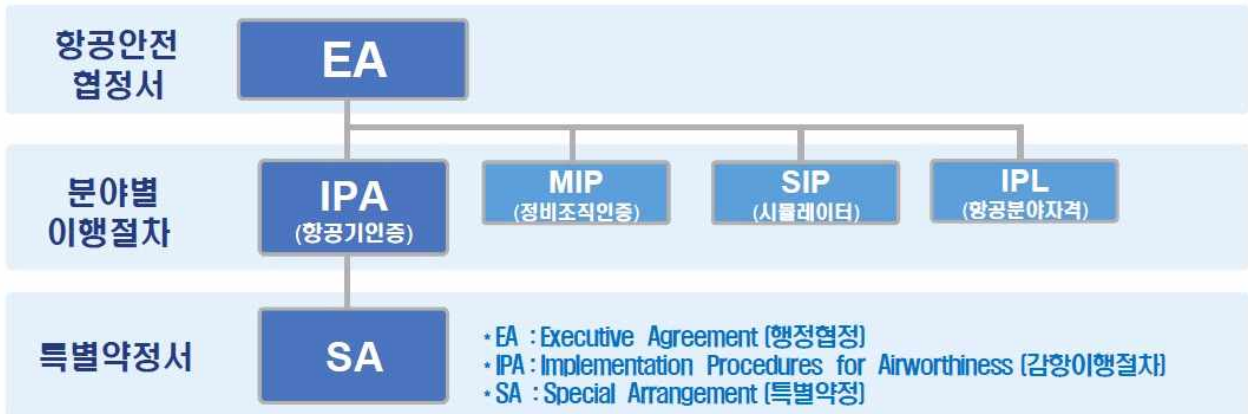 항공안전
협정서
EA
분야별
이행절차
IPA
(항공기인증)
MIP
(정비조직인증)
SIP
(시뮬레이터)
IPL
(항공분야자격)
특별약정서
SA
* EA : Executive Agreement (행정협정)
* IPA : Implementation Procedures for Airworthiness (감항이행절차)
* SA : Special Arrangement (특별약정)